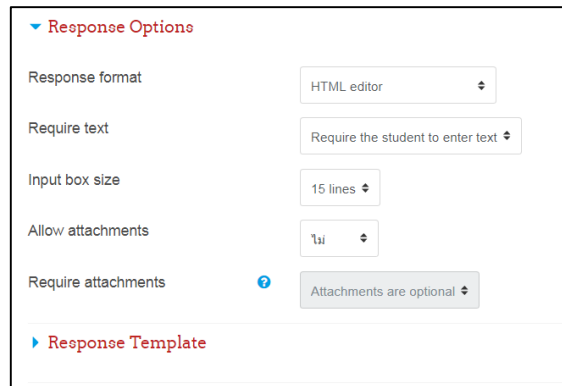 Response Options
Response format
HTML editor
Require text
Require the student to enter text
Input box size
15 lines
Allow attachments
ไม่
Require attachments
Attachments are optional
Response Template